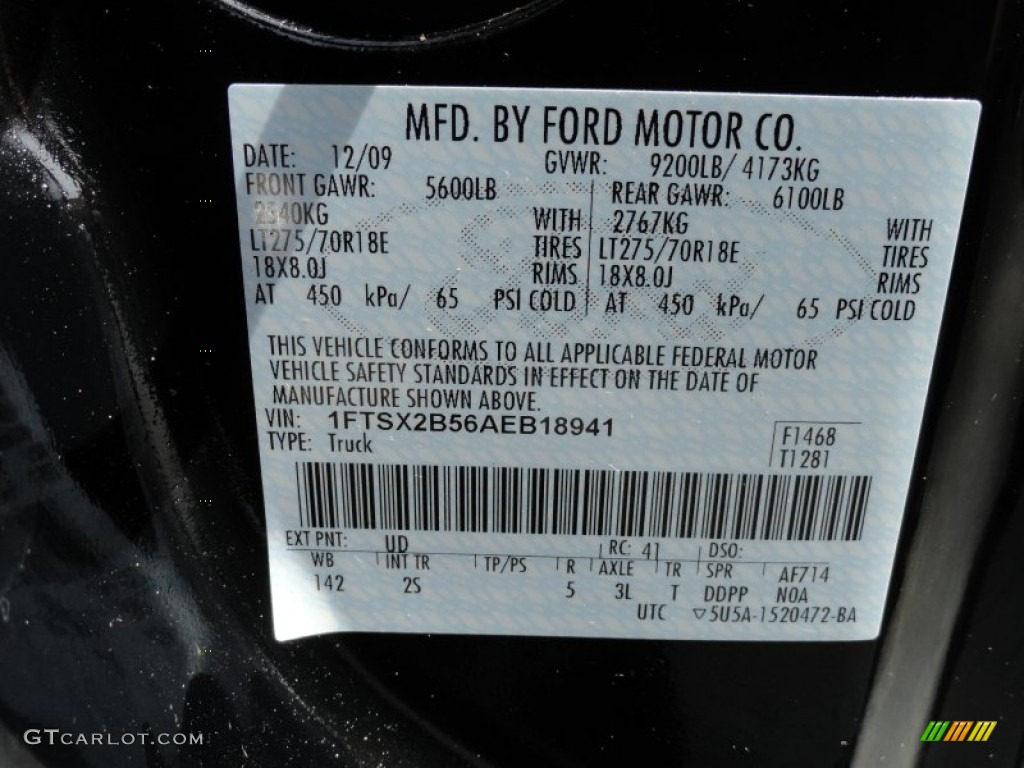 MFD. BY FORD MOTOR CO.
DATE: 12/09 GVWR: 9200LB/ 4173KG
FRONT GAWR: 5600LB REAR GAWR: 6100LB
2540KG WITH 2767KG WITH
LT275/70R18E TIRES LT275/70R18E TIRES
18X8.0J RIMS 18X8.0J RIMS
AT 450 kPa/ 65 PSI COLD AT 450 kPa/ 65 PSI COLD
THIS VEHICLE CONFORMS TO ALL APPLICABLE FEDERAL MOTOR
VEHICLE SAFETY STANDARDS IN EFFECT ON THE DATE OF
MANUFACTURE SHOWN ABOVE.
VIN: 1FTSX2B56AEB18941
TYPE: Truck
F1468
T1281
EXT PNT: UD RC: 41 DSO:
WB INT TR TP/PS R AXLE TR SPR AF714
142 2S 5 3L T DDPP N0A
UTC ▽5U5A-1520472-BA
GTCARLOT.COM